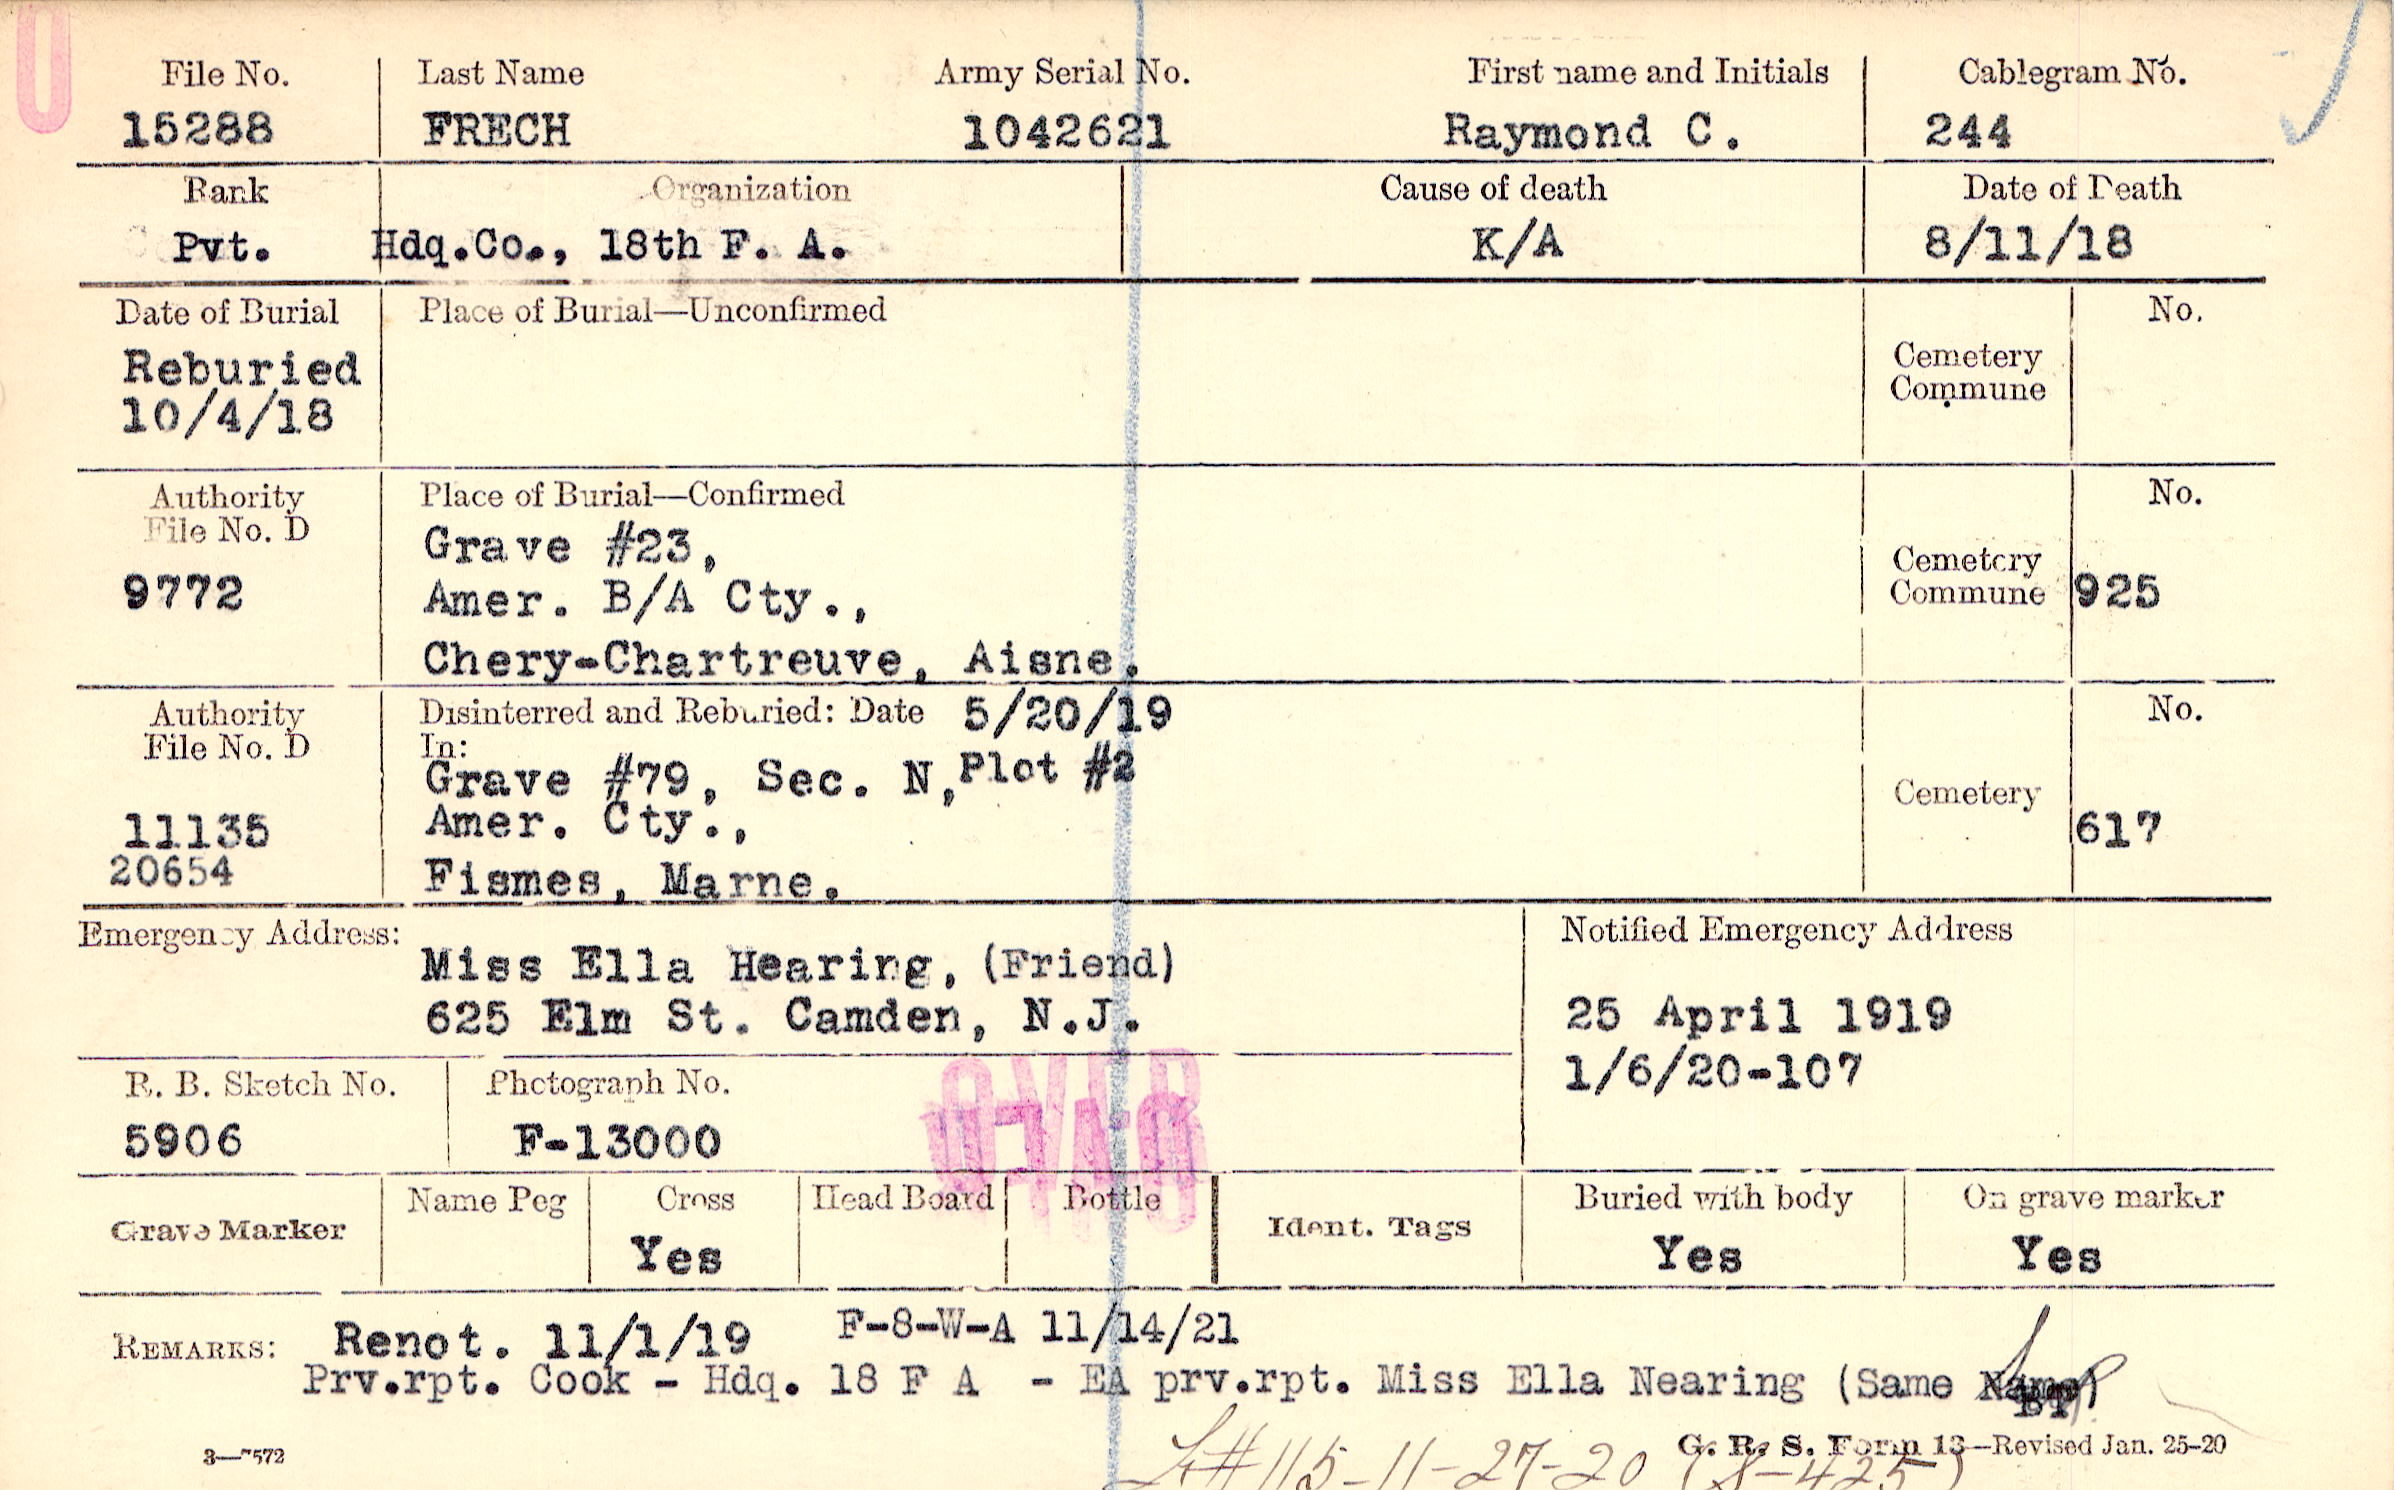 File No. Last Name Army Serial No. First name and Initials Cablegram No.
15288 FRECH 1042621 Raymond C. 244
Rank Organization Cause of death Date of Death
Pvt. Hdq.Co., 18th F. A. K/A 8/11/18
Date of Burial Place of Burial—Unconfirmed No.
Reburied
10/4/18
Cemetery
Commune
Authority Place of Burial—Confirmed No.
File No. D
9772
Grave #23,
Amer. B/A Cty.,
Chery-Chartreuve, Aisne.
Cemetery
Commune 925
Authority Disinterred and Reburied: Date 5/20/19 No.
File No. D In:
Grave #79, Sec. N, Plot #2
11135 Amer. Cty.,
20654 Fismes, Marne.
Cemetery 617
Emergency Address: Notified Emergency Address
Miss Ella Hearing, (Friend)
625 Elm St. Camden, N.J.
25 April 1919
1/6/20-107
R. B. Sketch No. Photograph No.
5906 F-13000
OVER
OVER
Grave Marker Name Peg Cross Head Board Bottle Ident. Tags Buried with body On grave marker
Yes Yes Yes
REMARKS: Renot. 11/1/19 F-8-W-A 11/14/21
Prv.rpt. Cook - Hdq. 18 F A - EA prv.rpt. Miss Ella Nearing (Same
3—7572 G. R. S. Form 13—Revised Jan. 25-20
#115-11-27-20 (8-425)